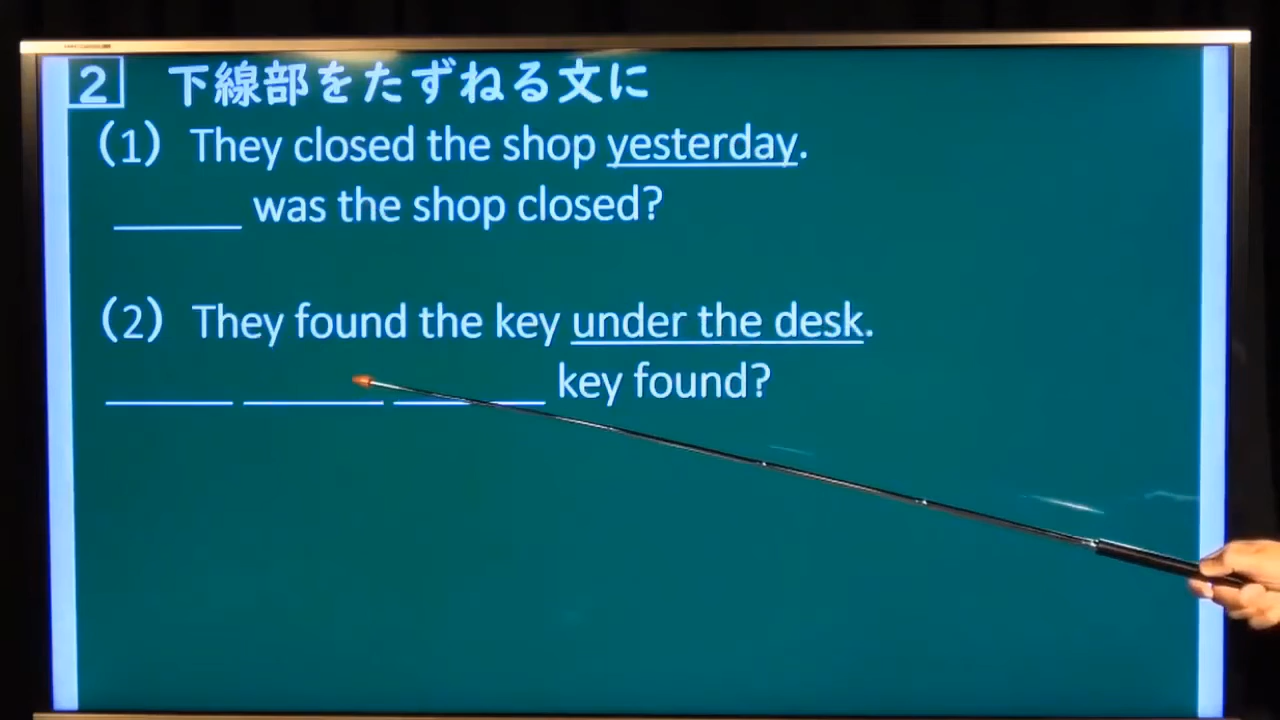 2 下線部をたずねる文に
(1) They closed the shop yesterday.
______ was the shop closed?
(2) They found the key under the desk.
______ ______ ______ key found?